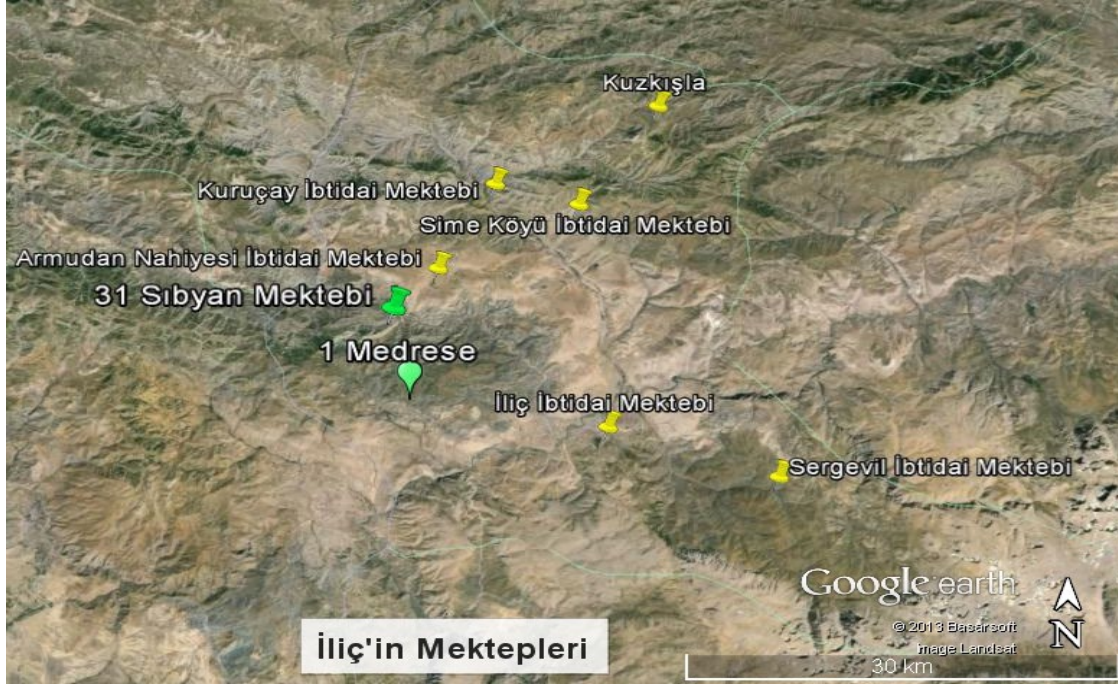 Kuzkışla
Kuruçay İbtidai Mektebi
Sime Köyü İbtidai Mektebi
Armudan Nahiyesi İbtidai Mektebi
31 Sıbyan Mektebi
1 Medrese
İliç İbtidai Mektebi
Sergevil İbtidai Mektebi
Google earth
© 2013 Basarsoft
Image Landsat
N
İliç'in Mektepleri
30 km